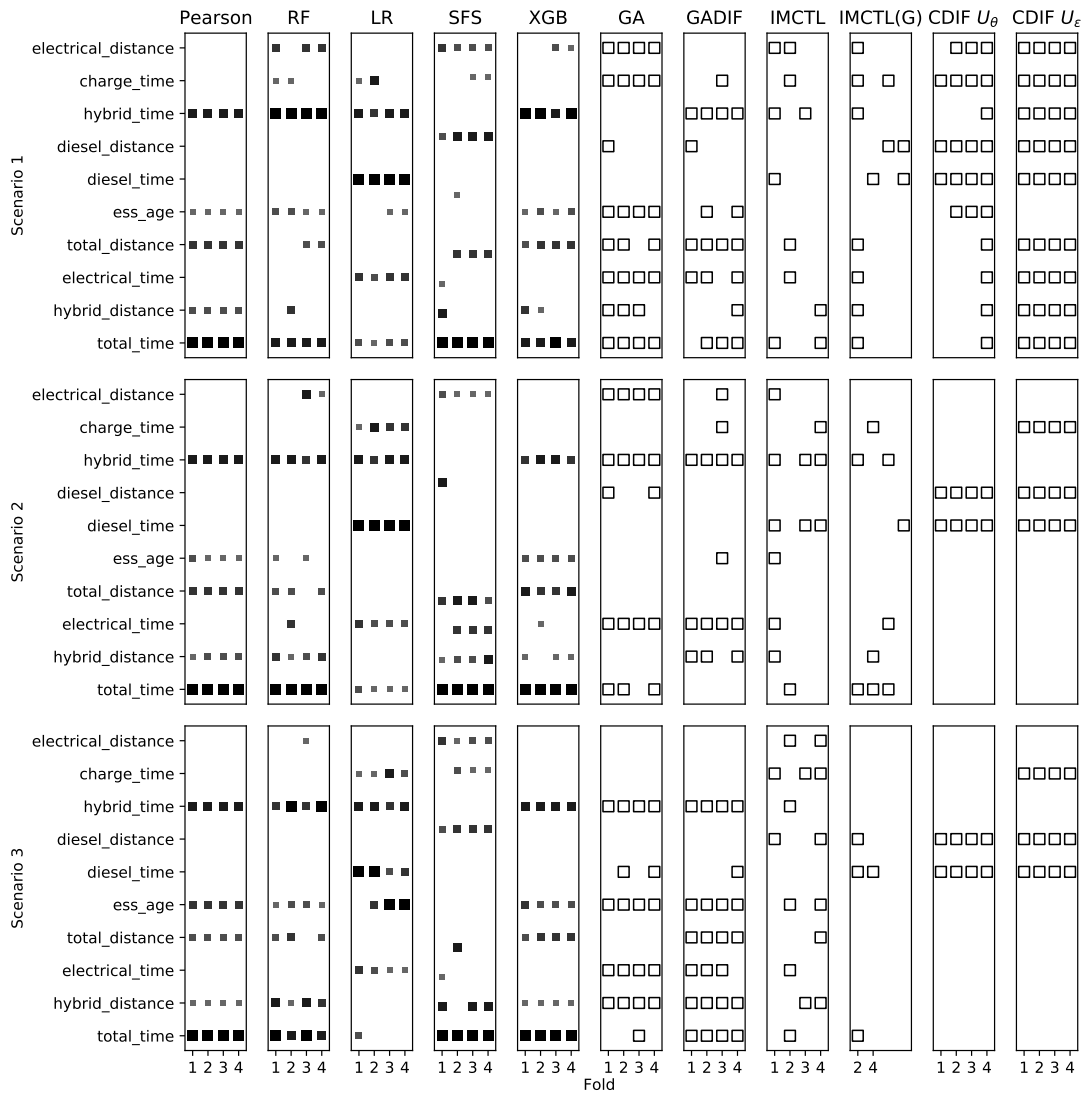 Pearson RF LR SFS XGB GA GADIF IMCTL IMCTL(G) CDIF Uθ CDIF Uε
Scenario 1
electrical_distance
charge_time
hybrid_time
diesel_distance
diesel_time
ess_age
total_distance
electrical_time
hybrid_distance
total_time
Scenario 2
electrical_distance
charge_time
hybrid_time
diesel_distance
diesel_time
ess_age
total_distance
electrical_time
hybrid_distance
total_time
Scenario 3
electrical_distance
charge_time
hybrid_time
diesel_distance
diesel_time
ess_age
total_distance
electrical_time
hybrid_distance
total_time
1 2 3 4 1 2 3 4 1 2 3 4 1 2 3 4 1 2 3 4 1 2 3 4 1 2 3 4 1 2 3 4 2 4 1 2 3 4 1 2 3 4
Fold